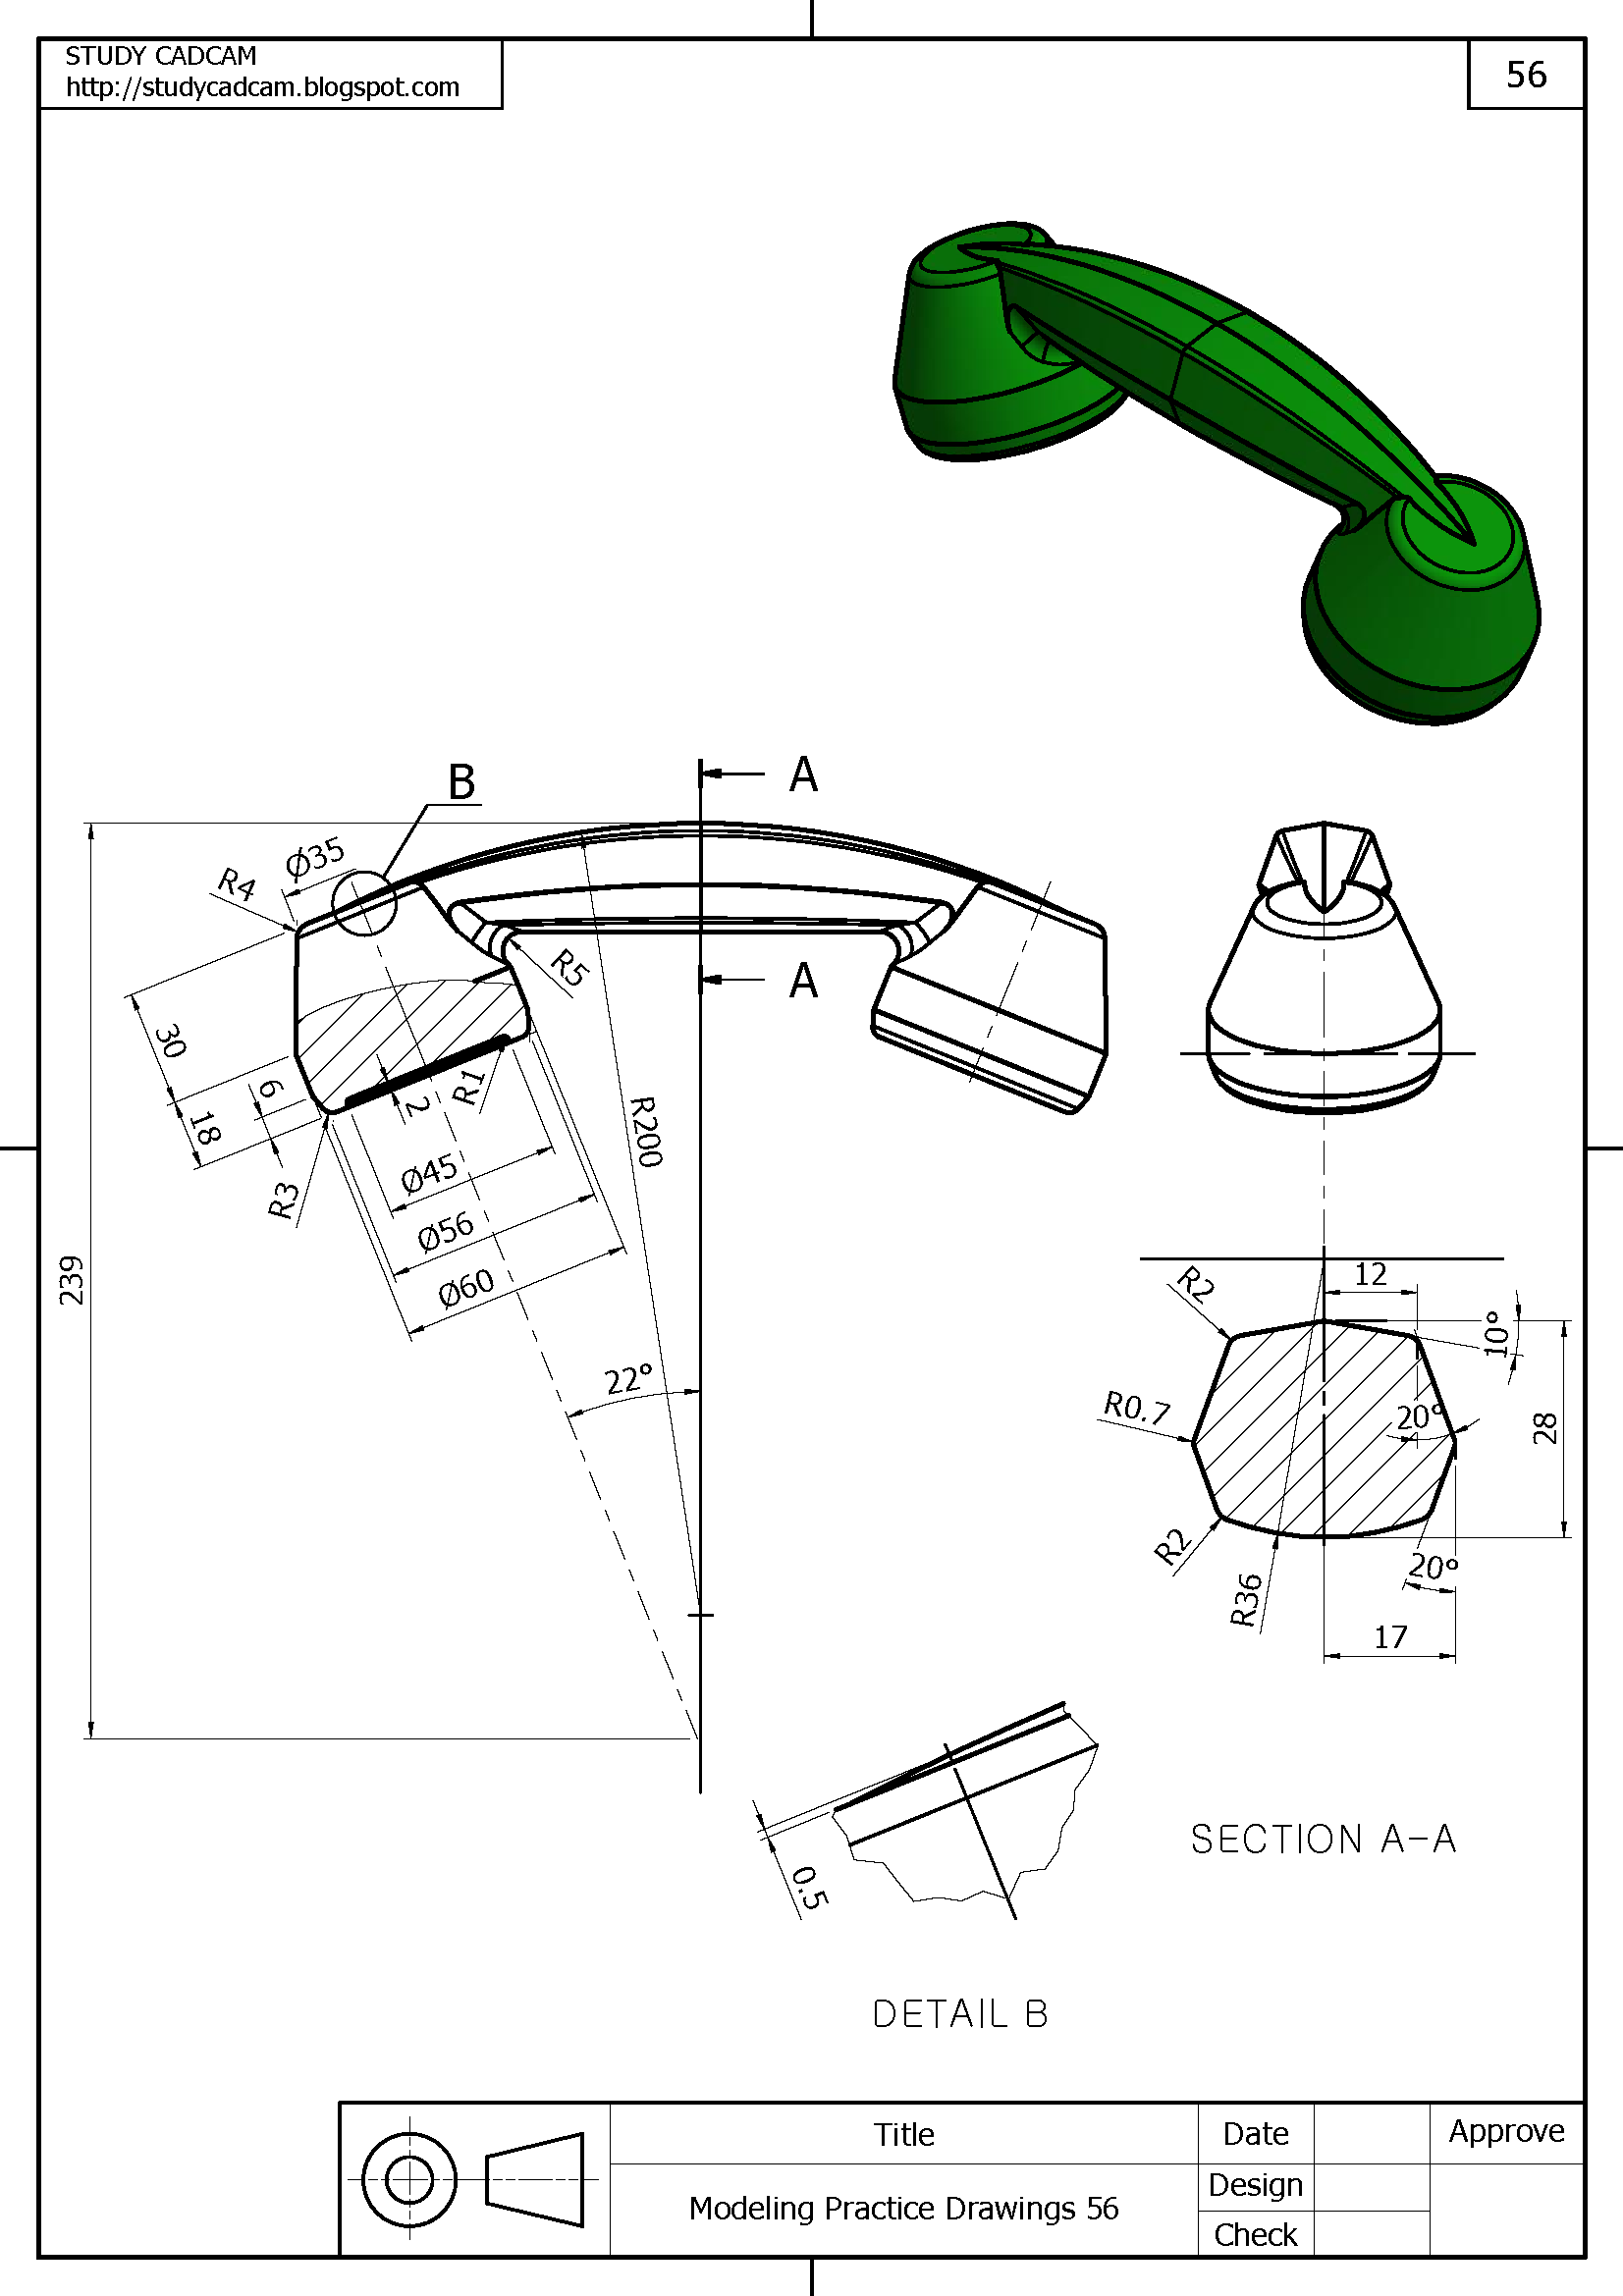 STUDY CADCAM
http://studycadcam.blogspot.com
56
B
A
Ø35
R4
A
R5
30
6
18
R1
2
R3
R200
Ø45
Ø56
Ø60
239
22°
R2
12
10°
R0.7
20°
28
R2
R36
20°
17
0.5
SECTION A-A
DETAIL B
Title
Date
Approve
Modeling Practice Drawings 56
Design
Check